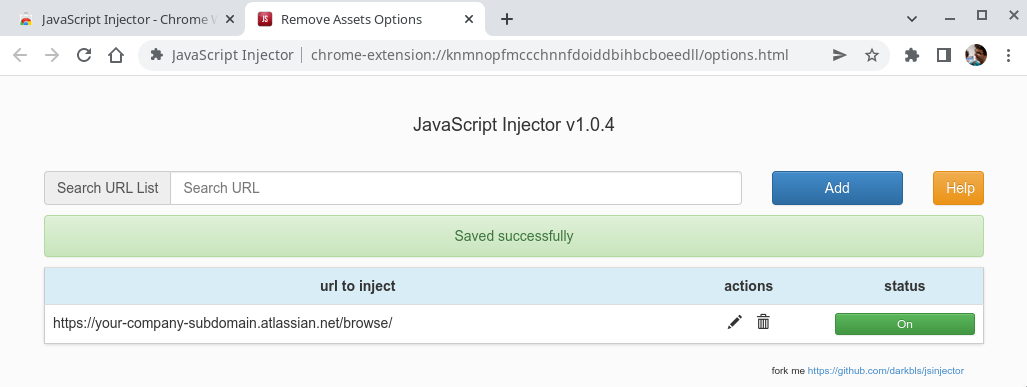 JavaScript Injector - Chrome
Remove Assets Options
JavaScript Injector | chrome-extension://knmnopfmccchnnfdoiddbihbcboeedll/options.html
JavaScript Injector v1.0.4
Search URL List Search URL Add Help
Saved successfully
url to inject actions status
https://your-company-subdomain.atlassian.net/browse/ On
fork me https://github.com/darkbls/jsinjector